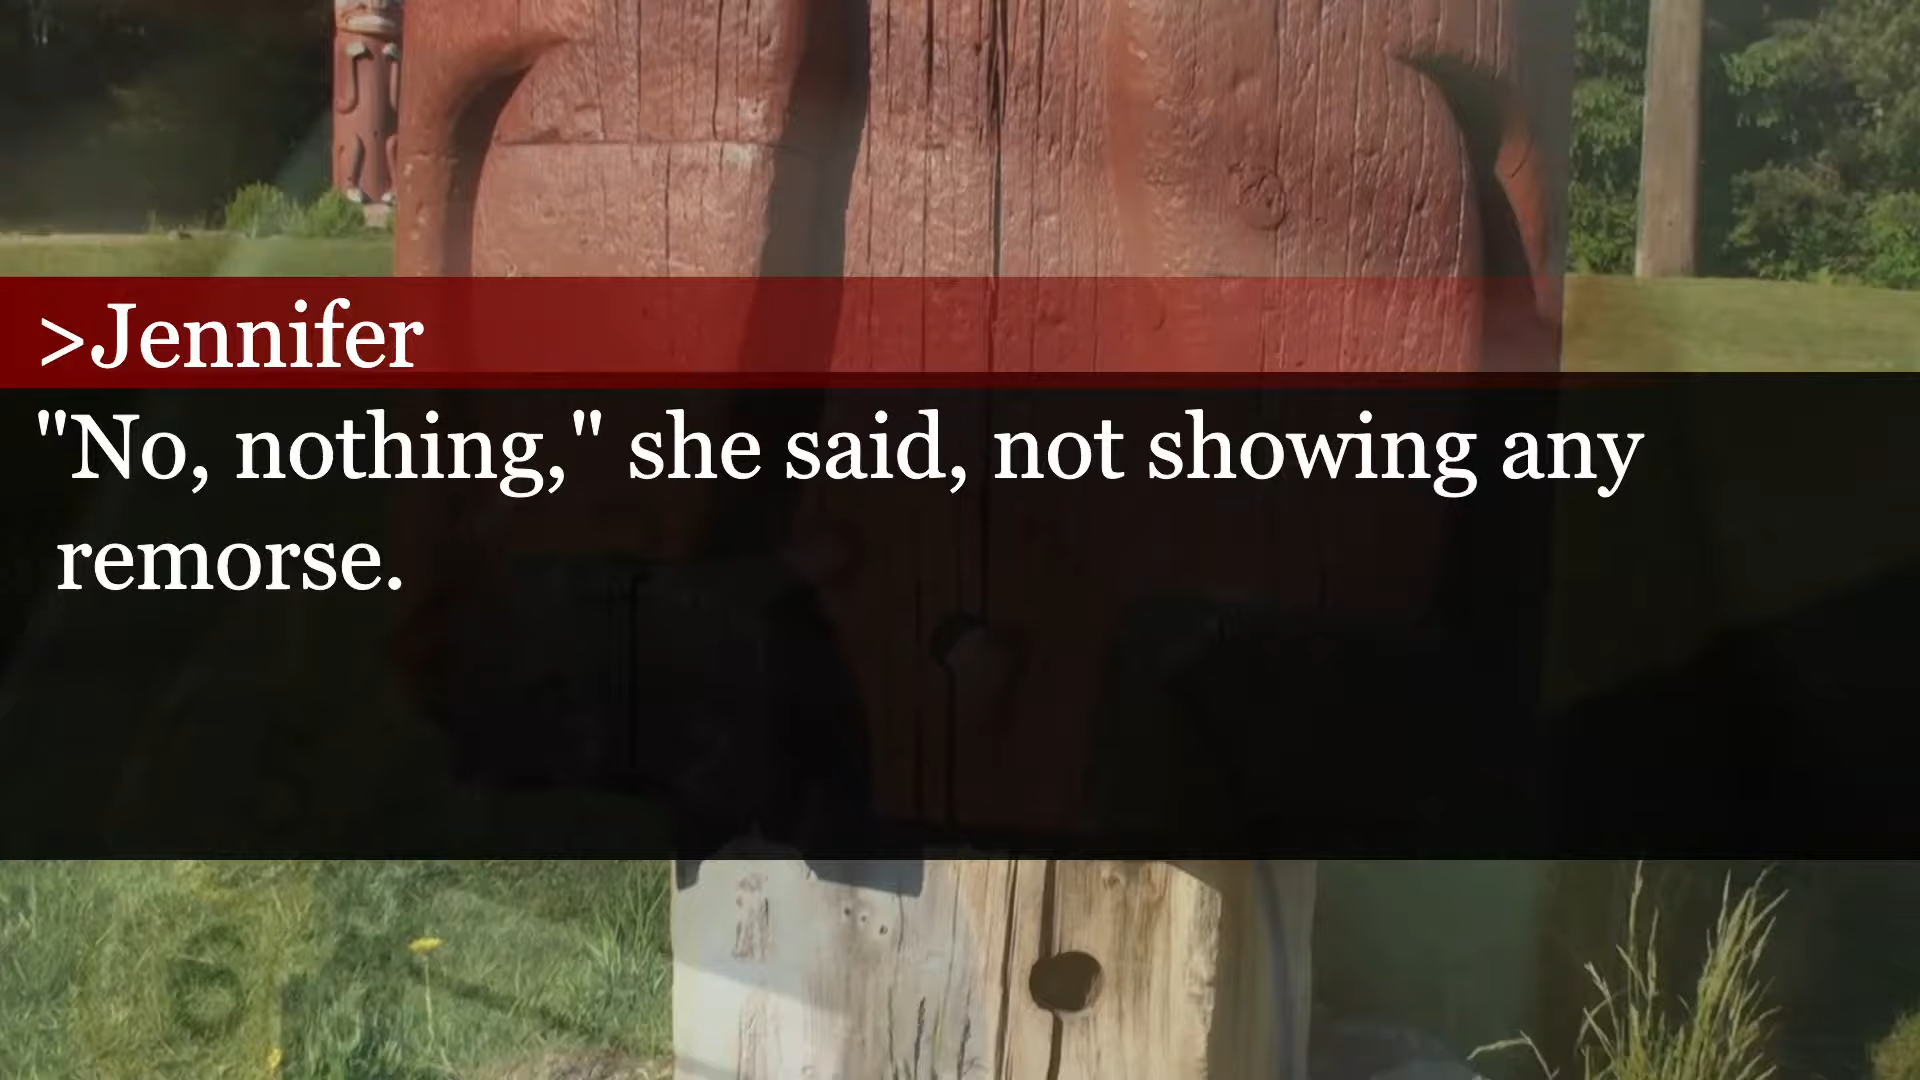 >Jennifer
"No, nothing," she said, not showing any
remorse.